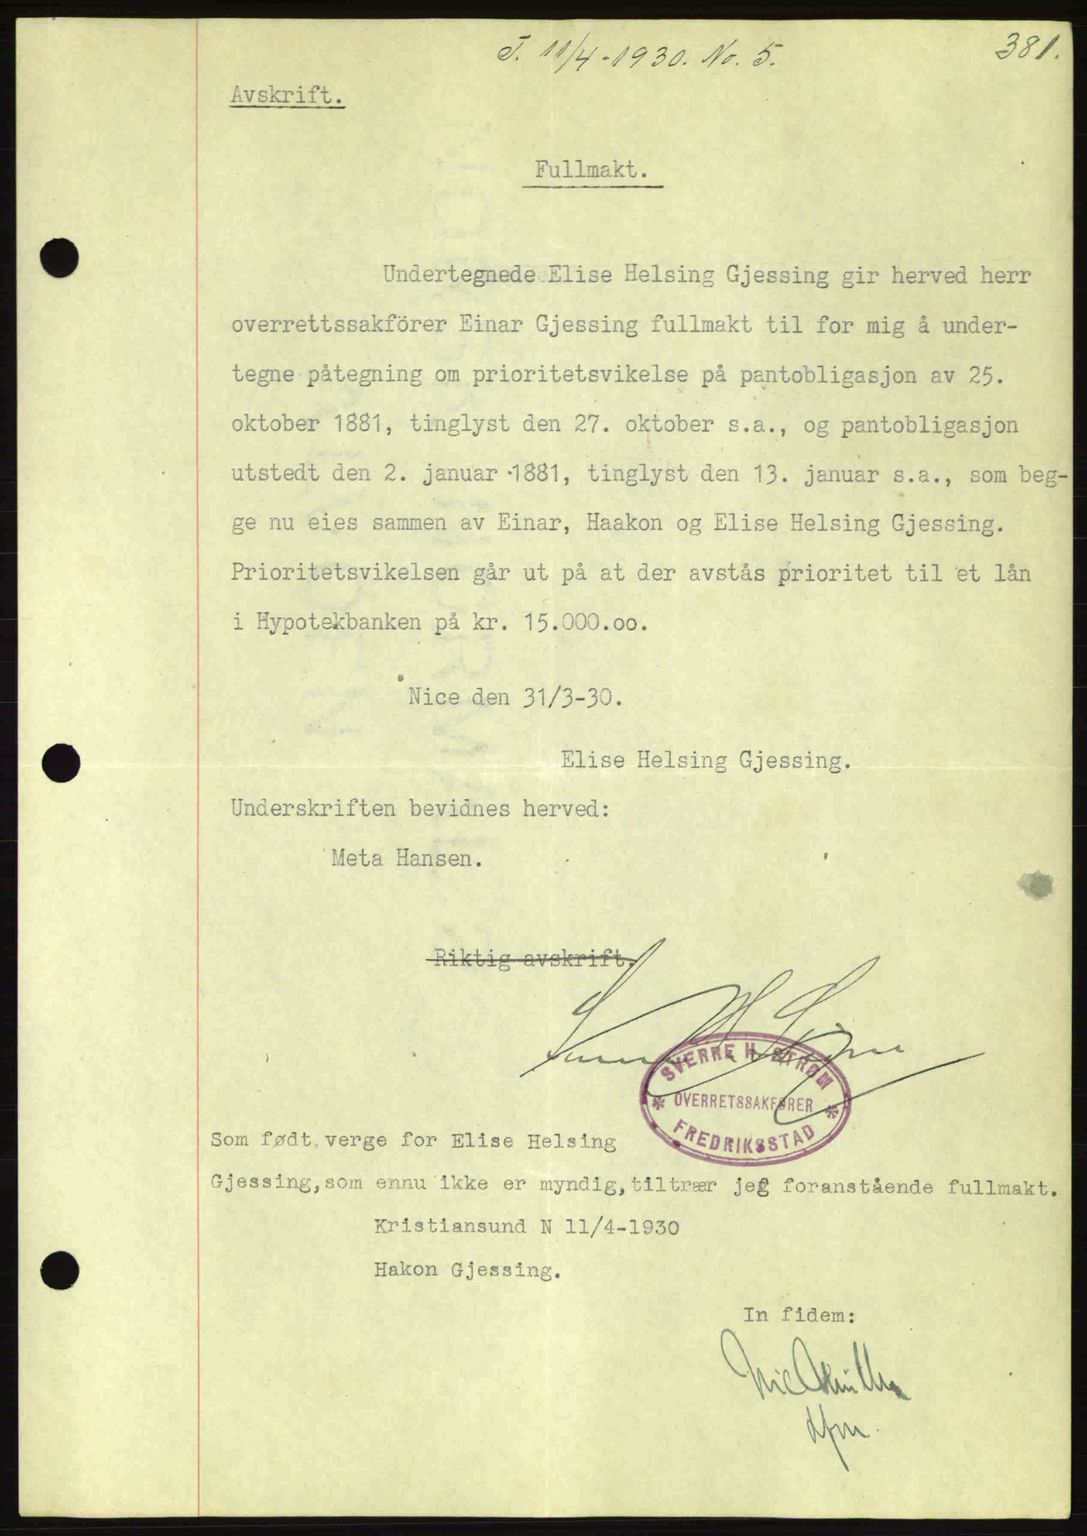 T. 11/4-1930. No. 5.
381.
Avskrift.
Fullmakt.
Undertegnede Elise Helsing Gjessing gir herved herr
overrettssakförer Einar Gjessing fullmakt til for mig å under-
tegne påtegning om prioritetsvikelse på pantobligasjon av 25.
oktober 1881, tinglyst den 27. oktober s.a., og pantobligasjon
utstedt den 2. januar 1881, tinglyst den 13. januar s.a., som beg-
ge nu eies sammen av Einar, Haakon og Elise Helsing Gjessing.
Prioritetsvikelsen går ut på at der avstås prioritet til et lån
i Hypotekbanken på kr. 15.000.oo.
Nice den 31/3-30.
Elise Helsing Gjessing.
Underskriften bevidnes herved:
Meta Hansen.
Riktig avskrift.
SVERRE H. STRØM
OVERRETSSAKFØRER
FREDRIKSSTAD
Som født verge for Elise Helsing
Gjessing,som ennu ikke er myndig,tiltrær jeg foranstående fullmakt.
Kristiansund N 11/4-1930
Hakon Gjessing.
In fidem: